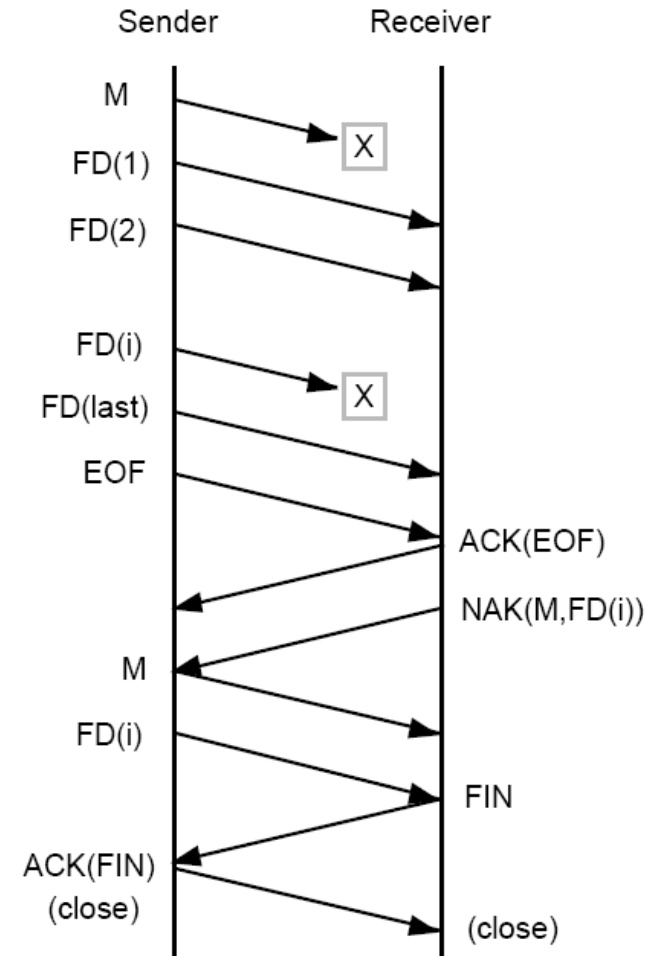 Sender
Receiver
M
X
FD(1)
FD(2)
FD(i)
X
FD(last)
EOF
ACK(EOF)
NAK(M,FD(i))
M
FD(i)
FIN
ACK(FIN)
(close)
(close)